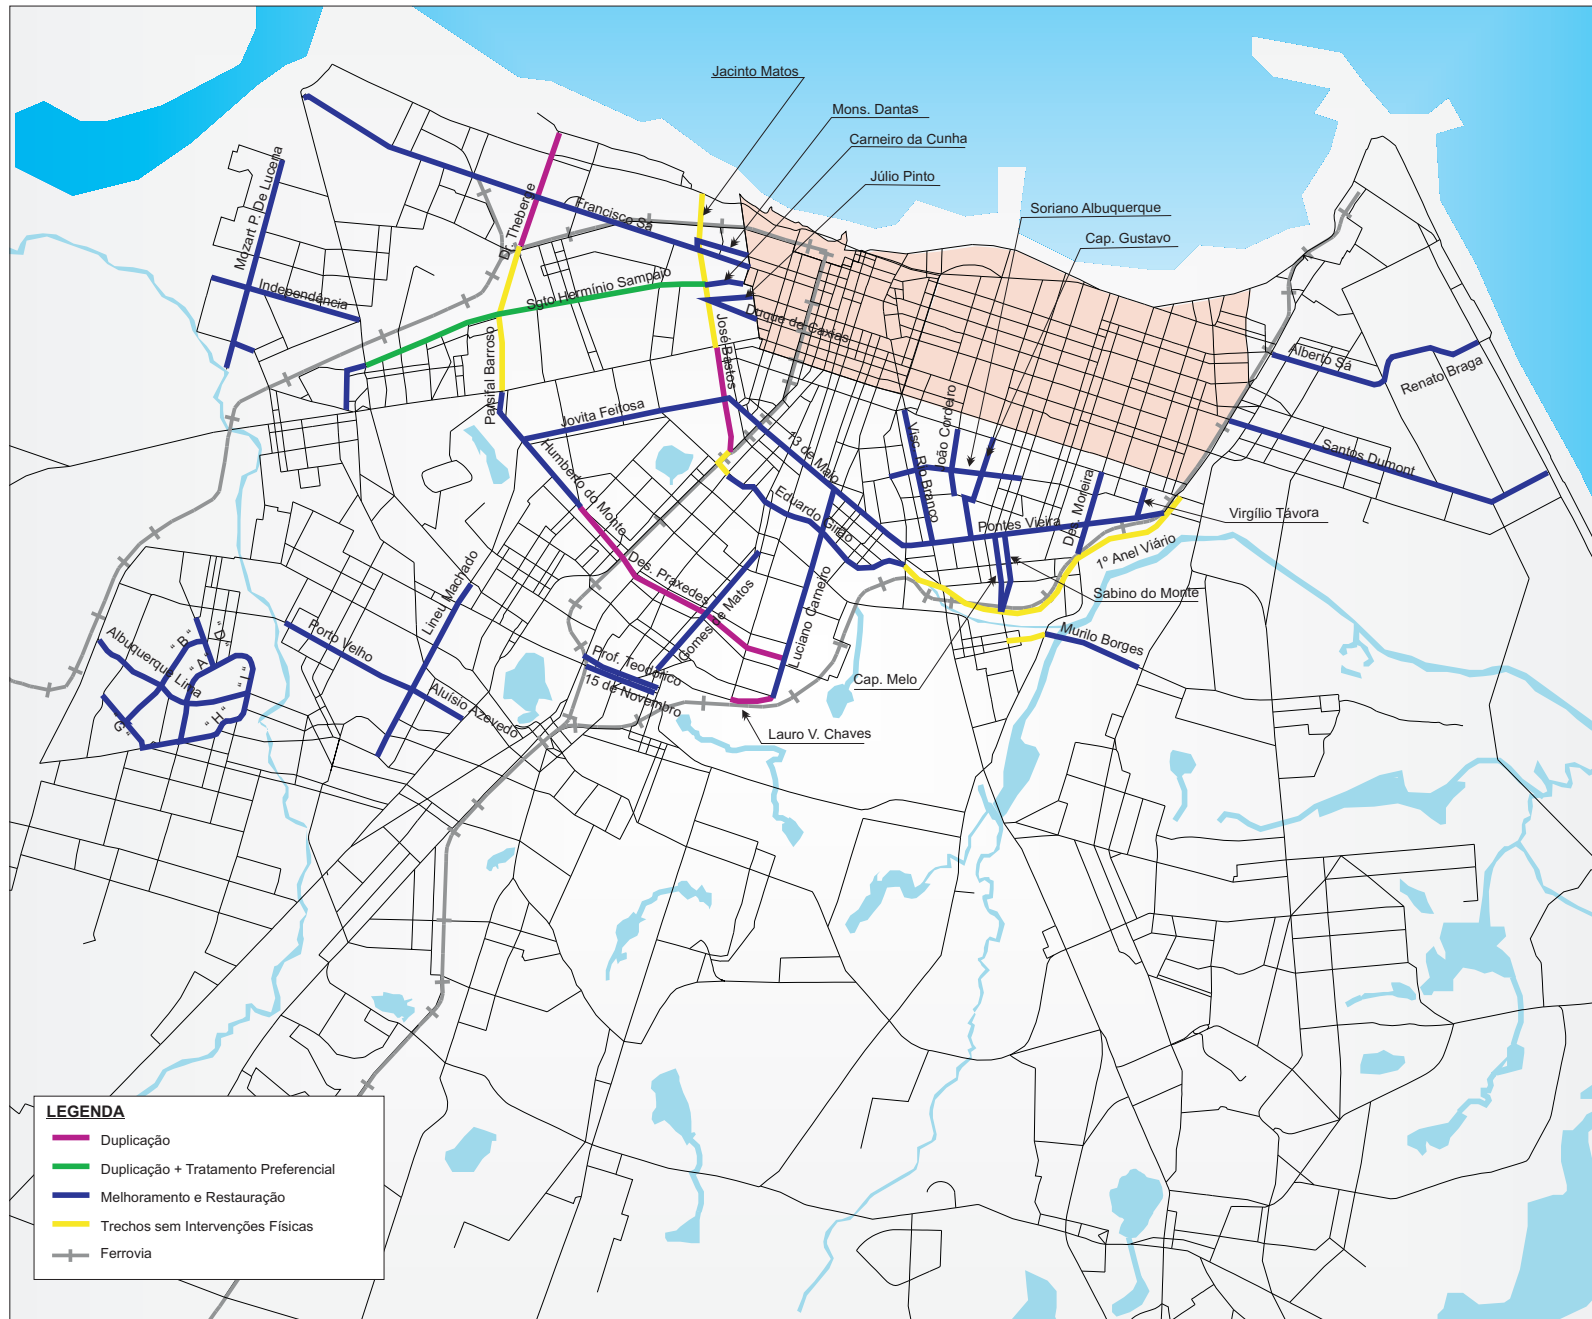 Jacinto Matos
Mons. Dantas
Carneiro da Cunha
Júlio Pinto
Soriano Albuquerque
Cap. Gustavo
Mozart P. De Lucena
Dr. Theberge
Francisco Sá
Independência
Sgto Hermínio Sampaio
Duque de Caxias
José Bastos
Parsifal Barroso
Alberto Sá
Renato Braga
Jovita Feitosa
13 de Maio
Visc. Rio Branco
João Cordeiro
Santos Dumont
Humberto do Monte
Eduardo Girão
Des. Moreira
Pontes Vieira
Virgílio Távora
1º Anel Viário
Des. Praxedes
Lineu Machado
Gomes de Matos
Luciano Carneiro
Sabino do Monte
Murilo Borges
Porto Velho
Albuquerque Lima
" B "
" D "
" A "
" I "
" H "
" G "
Prof. Teodorico
15 de Novembro
Aluísio Azevedo
Cap. Melo
Lauro V. Chaves
LEGENDA
Duplicação
Duplicação + Tratamento Preferencial
Melhoramento e Restauração
Trechos sem Intervenções Físicas
Ferrovia